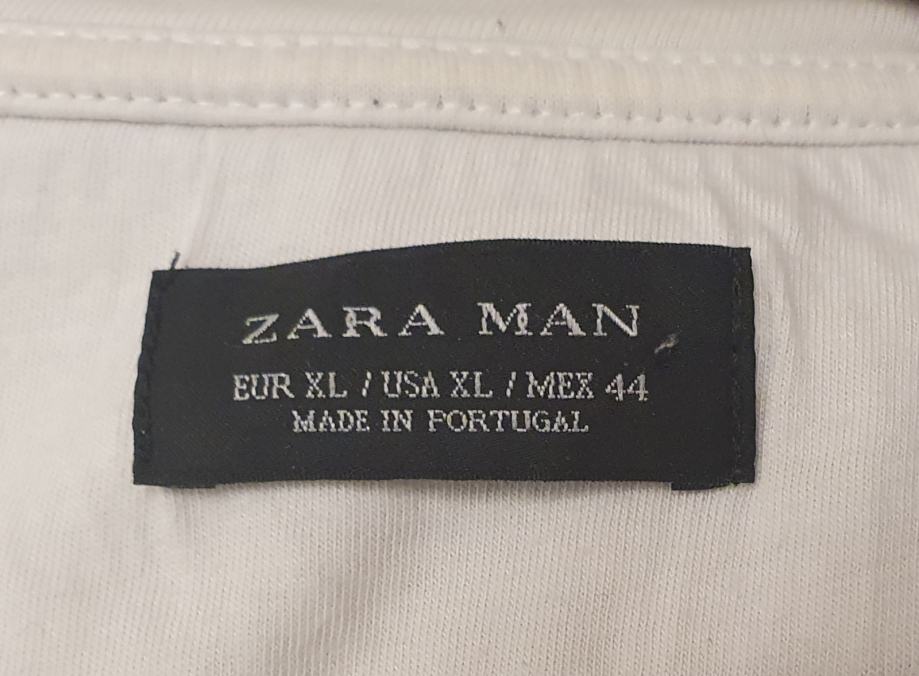 ZARA MAN
EUR XL / USA XL / MEX 44
MADE IN PORTUGAL